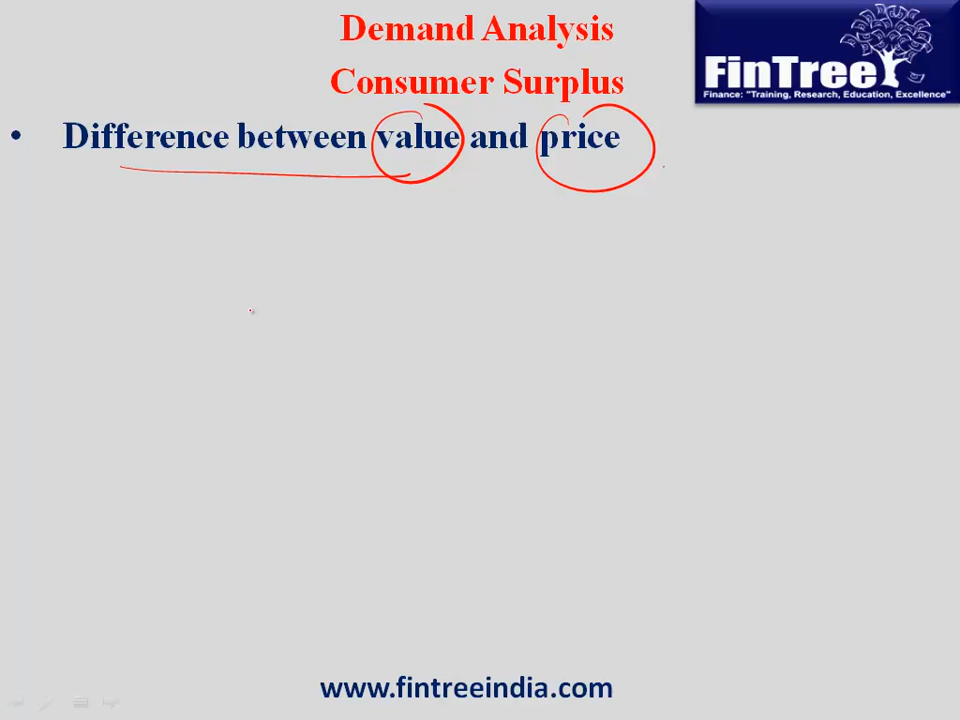 Demand Analysis
Consumer Surplus
FinTree
Finance: "Training, Research, Education, Excellence"
• Difference between value and price
www.fintreeindia.com